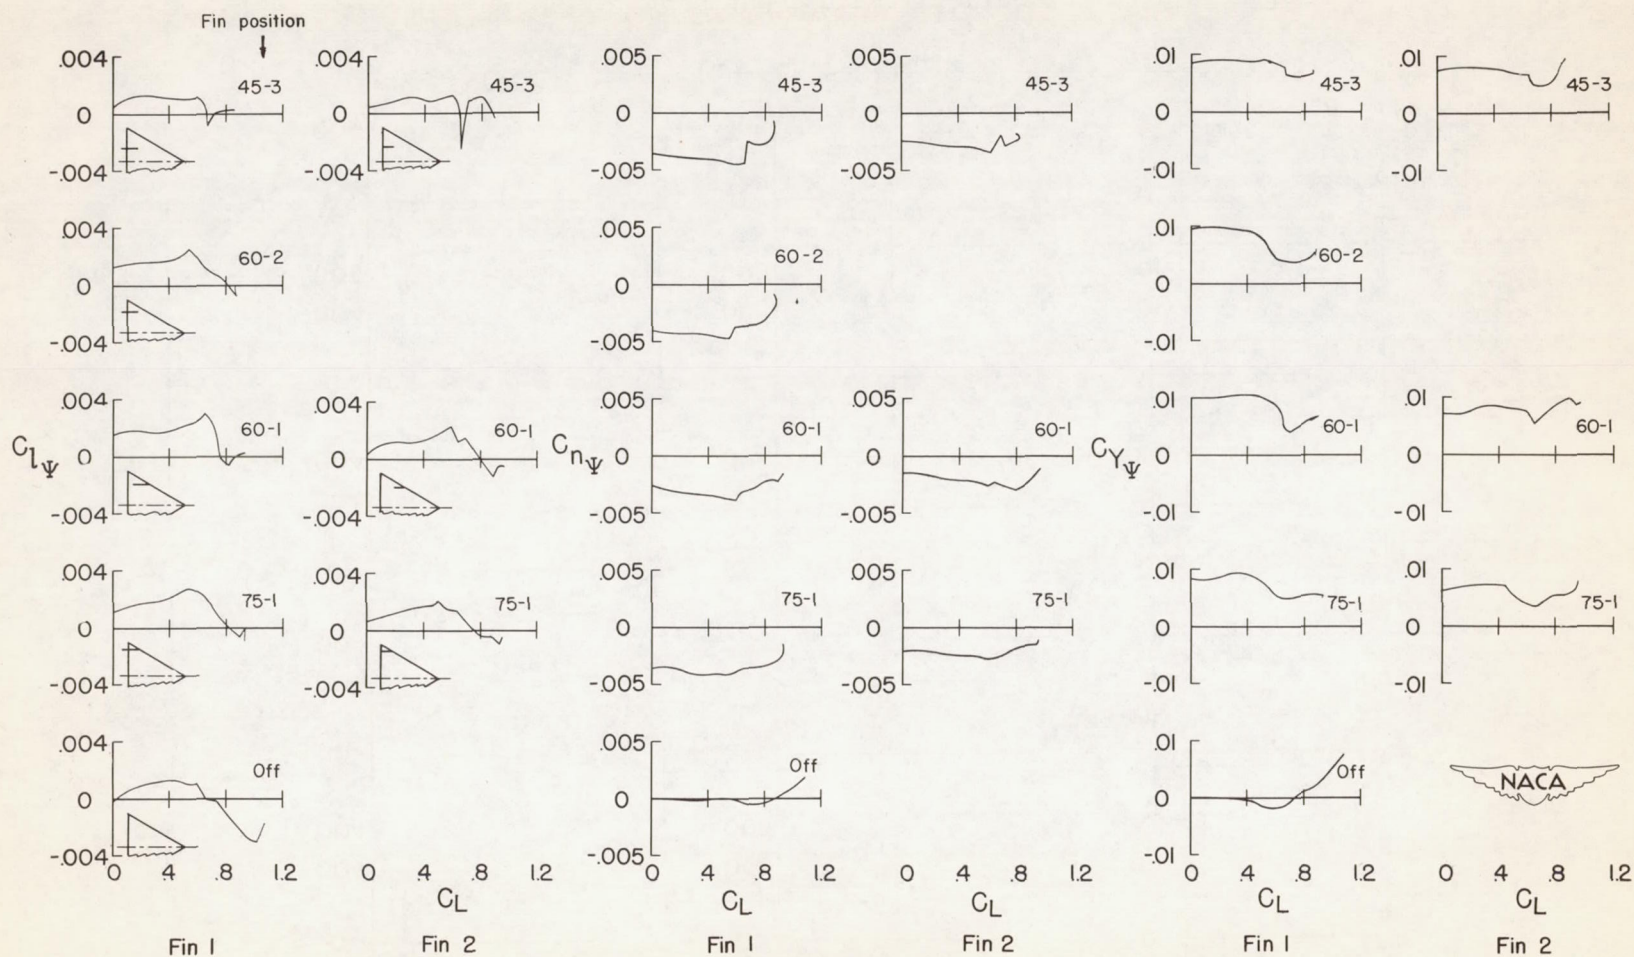 Fin position
.004 0 -.004 45-3
.004 0 -.004 45-3
.005 0 -.005 45-3
.005 0 -.005 45-3
.01 0 -.01 45-3
.01 0 -.01 45-3
.004 0 -.004 60-2
.005 0 -.005 60-2
.01 0 -.01 60-2
C_lΨ
.004 0 -.004 60-1
.004 0 -.004 60-1
C_nΨ
.005 0 -.005 60-1
.005 0 -.005 60-1
C_YΨ
.01 0 -.01 60-1
.01 0 -.01 60-1
.004 0 -.004 75-1
.004 0 -.004 75-1
.005 0 -.005 75-1
.005 0 -.005 75-1
.01 0 -.01 75-1
.01 0 -.01 75-1
.004 0 -.004 Off
.005 0 -.005 Off
.01 0 -.01 Off
NACA
0 .4 .8 1.2
0 .4 .8 1.2
0 .4 .8 1.2
0 .4 .8 1.2
0 .4 .8 1.2
0 .4 .8 1.2
C_L
C_L
C_L
C_L
C_L
Fin 1
Fin 2
Fin 1
Fin 2
Fin 1
Fin 2